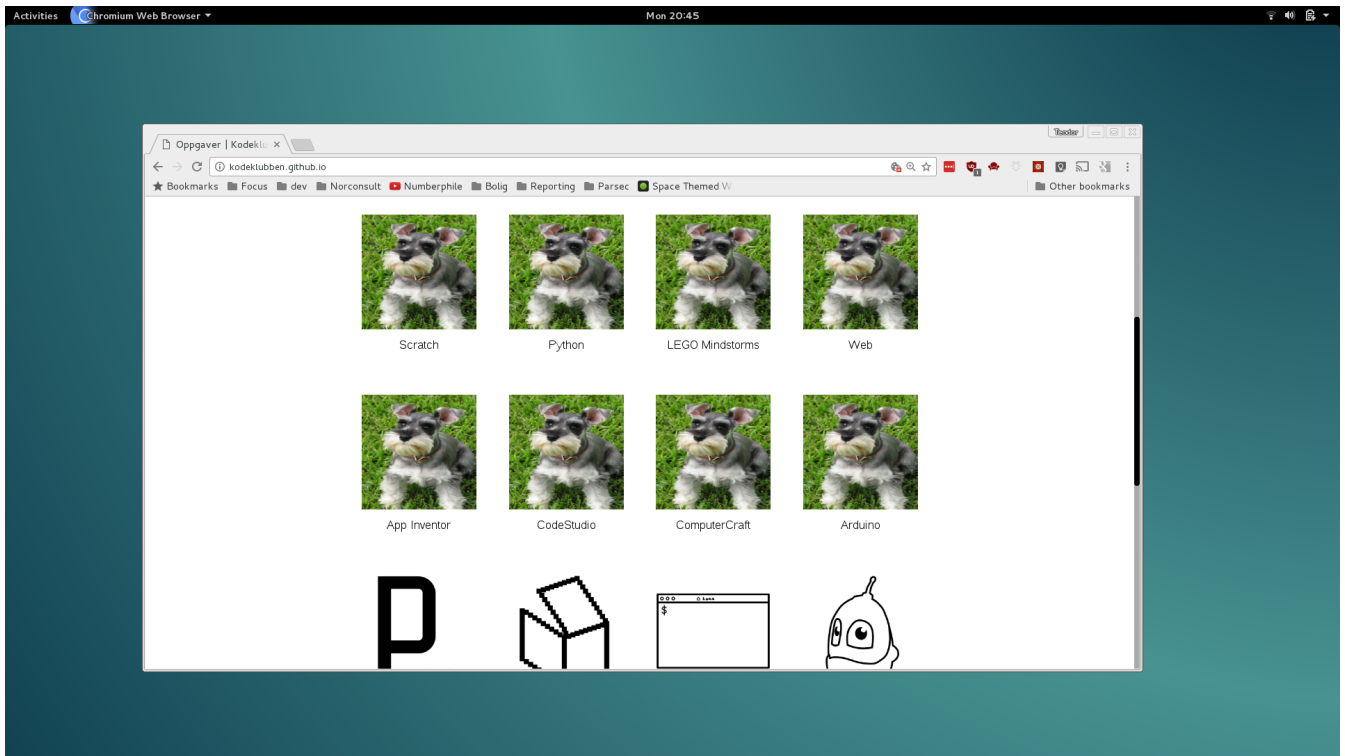 Activities Chromium Web Browser Mon 20:45
Teodor
Oppgaver | Kodeklu
kodeklubben.github.io
Bookmarks Focus dev Norconsult Numberphile Bolig Reporting Parsec Space Themed W Other bookmarks
Scratch Python LEGO Mindstorms Web
App Inventor CodeStudio ComputerCraft Arduino
P
$